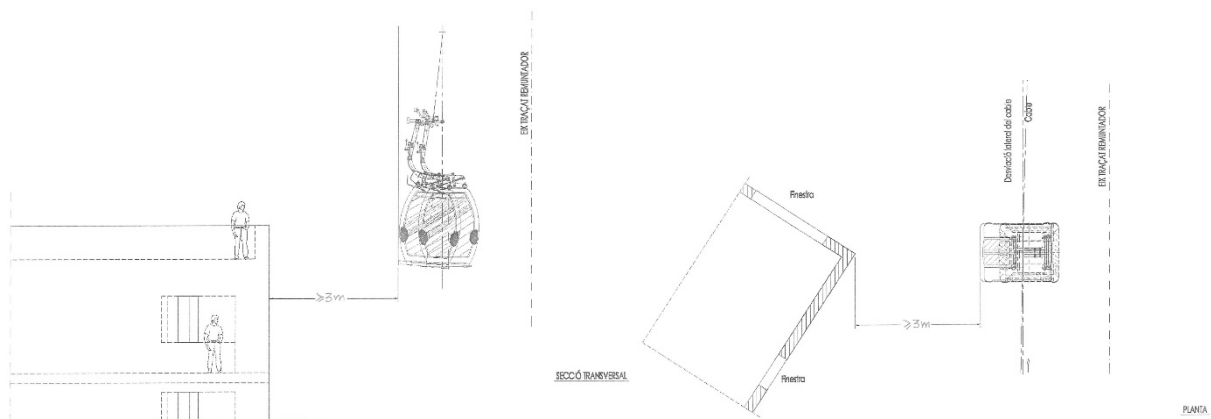 EIX TRAÇAT REMUNTADOR
≥3m
SECCIÓ TRANSVERSAL
Finestra
Finestra
≥3m
Desviació lateral del cable
Cable
EIX TRAÇAT REMUNTADOR
PLANTA